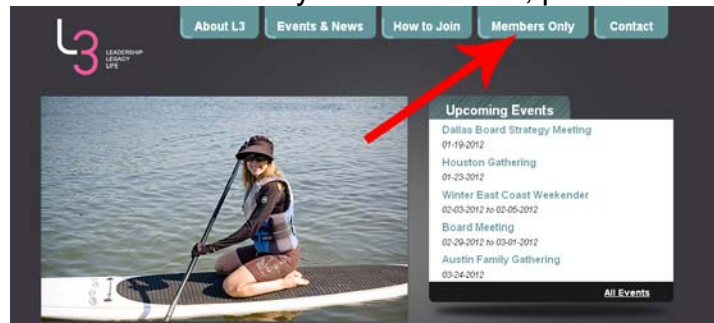 About L3
Events & News
How to Join
Members Only
Contact
L3
LEADERSHIP
LEGACY
LIFE
Upcoming Events
Dallas Board Strategy Meeting
01-19-2012
Houston Gathering
01-23-2012
Winter East Coast Weekender
02-03-2012 to 02-05-2012
Board Meeting
02-29-2012 to 03-01-2012
Austin Family Gathering
03-24-2012
All Events